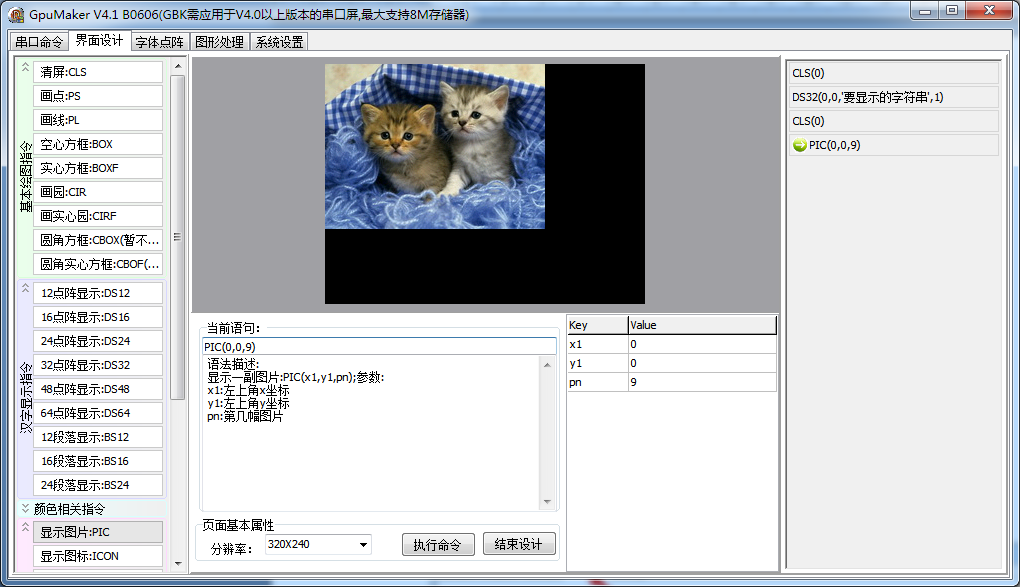 GpuMaker V4.1 B0606(GBK需应用于V4.0以上版本的串口屏,最大支持8M存储器)
串口命令 界面设计 字体点阵 图形处理 系统设置
基本绘图指令
清屏:CLS
画点:PS
画线:PL
空心方框:BOX
实心方框:BOXF
画园:CIR
画实心园:CIRF
圆角方框:CBOX(暂不...
圆角实心方框:CBOF(...
汉字显示指令
12点阵显示:DS12
16点阵显示:DS16
24点阵显示:DS24
32点阵显示:DS32
48点阵显示:DS48
64点阵显示:DS64
12段落显示:BS12
16段落显示:BS16
24段落显示:BS24
颜色相关指令
显示图片:PIC
显示图标:ICON
当前语句:
PIC(0,0,9)
语法描述:
显示一副图片:PIC(x1,y1,pn);参数:
x1:左上角x坐标
y1:左上角y坐标
pn:第几幅图片
页面基本属性
分辨率: 320X240 执行命令 结束设计
Key Value
x1 0
y1 0
pn 9
CLS(0)
DS32(0,0,'要显示的字符串',1)
CLS(0)
PIC(0,0,9)